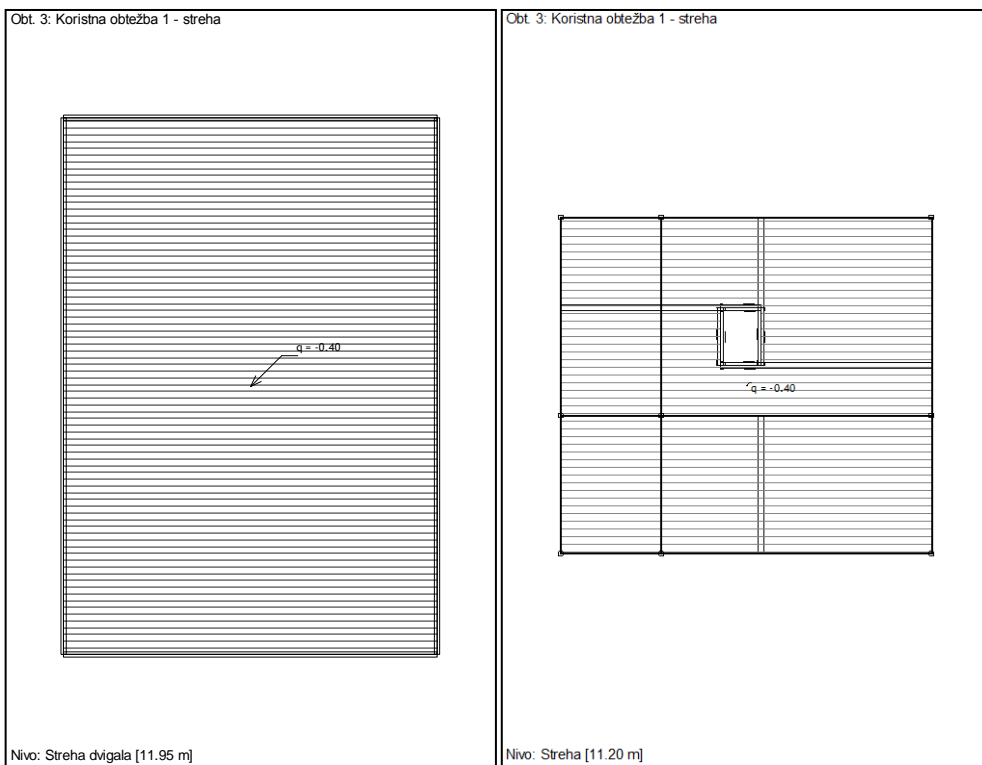 Obt. 3: Koristna obtežba 1 - streha
q = -0.40
Nivo: Streha dvigala [11.95 m]
Obt. 3: Koristna obtežba 1 - streha
q = -0.40
Nivo: Streha [11.20 m]